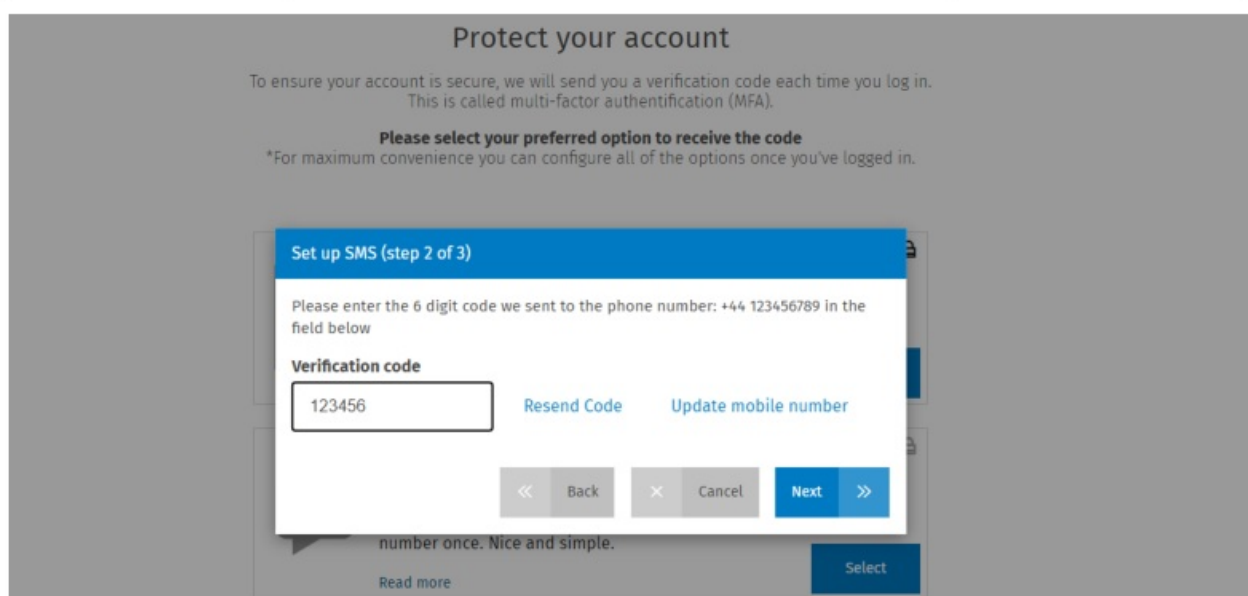 Protect your account
To ensure your account is secure, we will send you a verification code each time you log in.
This is called multi-factor authentification (MFA).
Please select your preferred option to receive the code
*For maximum convenience you can configure all of the options once you've logged in.
Set up SMS (step 2 of 3)
Please enter the 6 digit code we sent to the phone number: +44 123456789 in the
field below
Verification code
123456
Resend Code
Update mobile number
Back
Cancel
Next
number once. Nice and simple.
Read more
Select